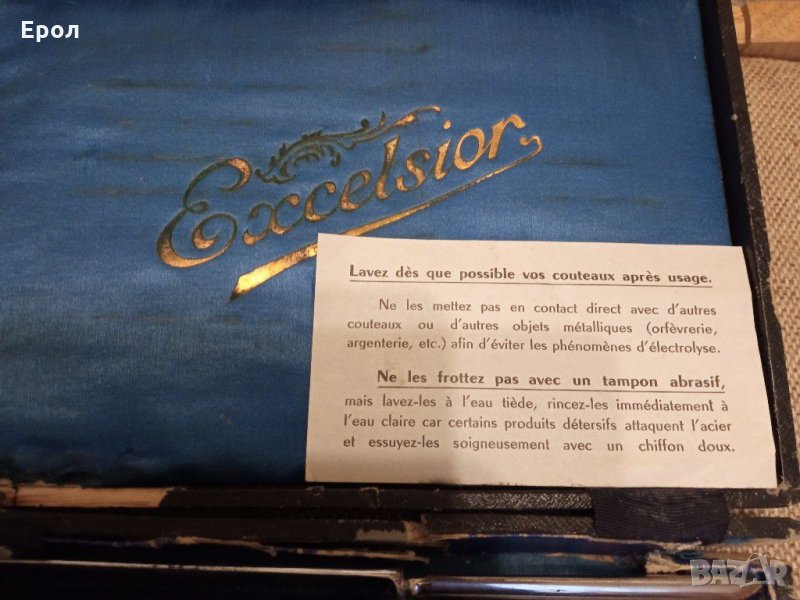 Ерол
Excelsior
Lavez dès que possible vos couteaux après usage.
Ne les mettez pas en contact direct avec d'autres
couteaux ou d'autres objets métalliques (orfèvrerie,
argenterie, etc.) afin d'éviter les phénomènes d'électrolyse.
Ne les frottez pas avec un tampon abrasif,
mais lavez-les à l'eau tiède, rincez-les immédiatement à
l'eau claire car certains produits détersifs attaquent l'acier
et essuyez-les soigneusement avec un chiffon doux.
BAZAR